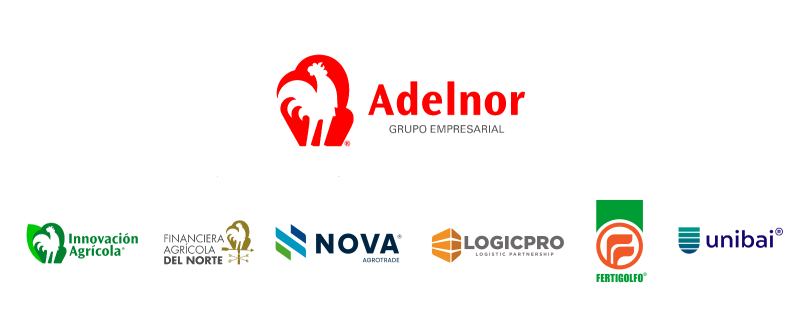 Adelnor
GRUPO EMPRESARIAL
®
Innovación
Agrícola®
FINANCIERA
AGRÍCOLA
DEL NORTE
NOVA®
AGROTRADE
LOGICPRO
LOGISTIC PARTNERSHIP
FERTIGOLFO®
unibai®